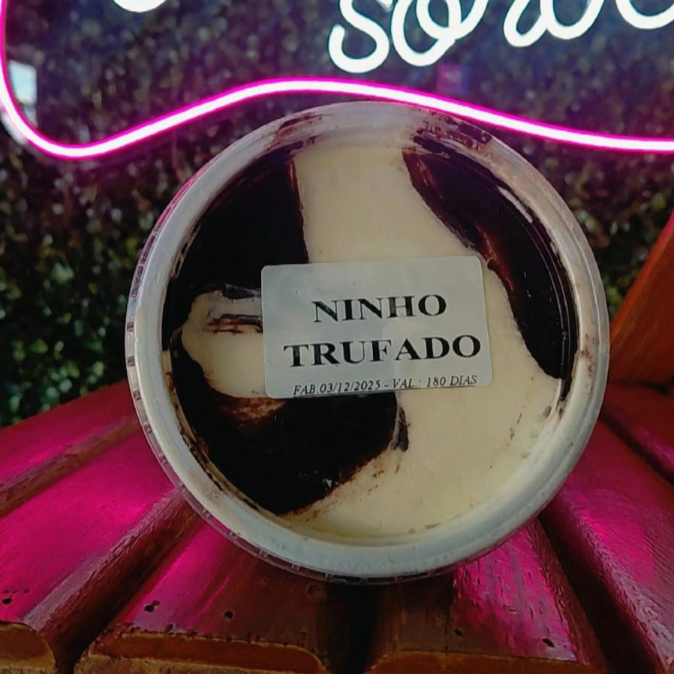 NINHO
TRUFADO
FAB 03/12/2025 - VAL.: 180 DIAS